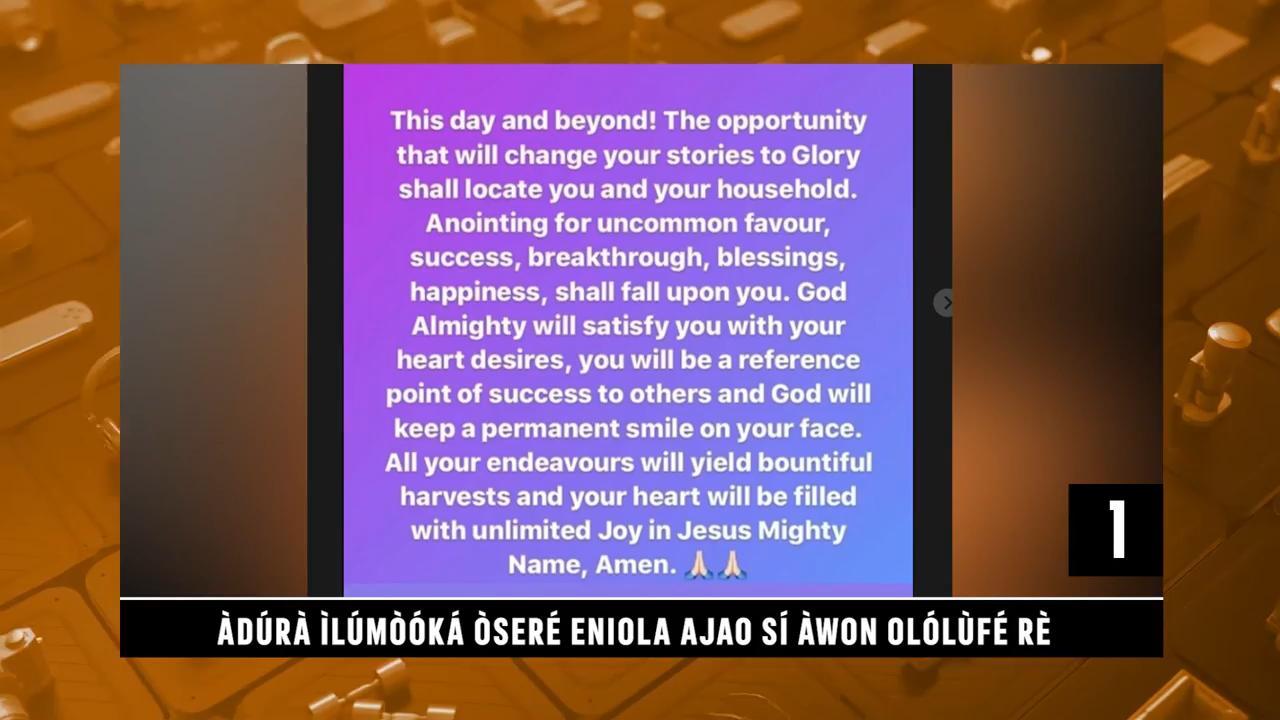 This day and beyond! The opportunity
that will change your stories to Glory
shall locate you and your household.
Anointing for uncommon favour,
success, breakthrough, blessings,
happiness, shall fall upon you. God
Almighty will satisfy you with your
heart desires, you will be a reference
point of success to others and God will
keep a permanent smile on your face.
All your endeavours will yield bountiful
harvests and your heart will be filled
with unlimited Joy in Jesus Mighty
Name, Amen. 🙏🏻🙏🏻
1
ÀDÚRÀ ÌLÚMÒÓKÁ ÒSERÉ ENIOLA AJAO SÍ ÀWON OLÓLÙFÉ RÈ